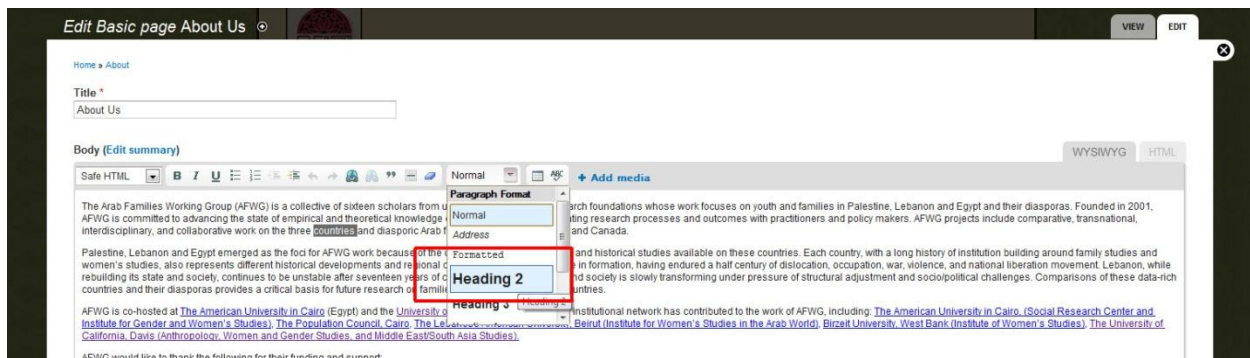 Edit Basic page About Us
VIEW EDIT
Home » About
Title *
About Us
Body (Edit summary)
WYSIWYG HTML
Safe HTML B I U Normal ABC + Add media
Paragraph Format
Normal
Address
Formatted
Heading 2
Heading 3 Heading 2
The Arab Families Working Group (AFWG) is a collective of sixteen scholars from u arch foundations whose work focuses on youth and families in Palestine, Lebanon and Egypt and their diasporas. Founded in 2001,
AFWG is committed to advancing the state of empirical and theoretical knowledge ating research processes and outcomes with practitioners and policy makers. AFWG projects include comparative, transnational,
interdisciplinary, and collaborative work on the three countries and diasporic Arab f and Canada.
Palestine, Lebanon and Egypt emerged as the foci for AFWG work because of the and historical studies available on these countries. Each country, with a long history of institution building around family studies and
women's studies, also represents different historical developments and regional in formation, having endured a half century of dislocation, occupation, war, violence, and national liberation movement. Lebanon, while
rebuilding its state and society, continues to be unstable after seventeen years of nd society is slowly transforming under pressure of structural adjustment and socio/political challenges. Comparisons of these data-rich
countries and their diasporas provides a critical basis for future research on familie untries.
AFWG is co-hosted at The American University in Cairo (Egypt) and the University o institutional network has contributed to the work of AFWG, including: The American University in Cairo, (Social Research Center and
Institute for Gender and Women's Studies), The Population Council, Cairo, The American University, Beirut (Institute for Women's Studies in the Arab World), Birzeit University, West Bank (Institute of Women's Studies), The University of
California, Davis (Anthropology, Women and Gender Studies, and Middle East/South Asia Studies).
AFWG would like to thank the following for their funding and support: